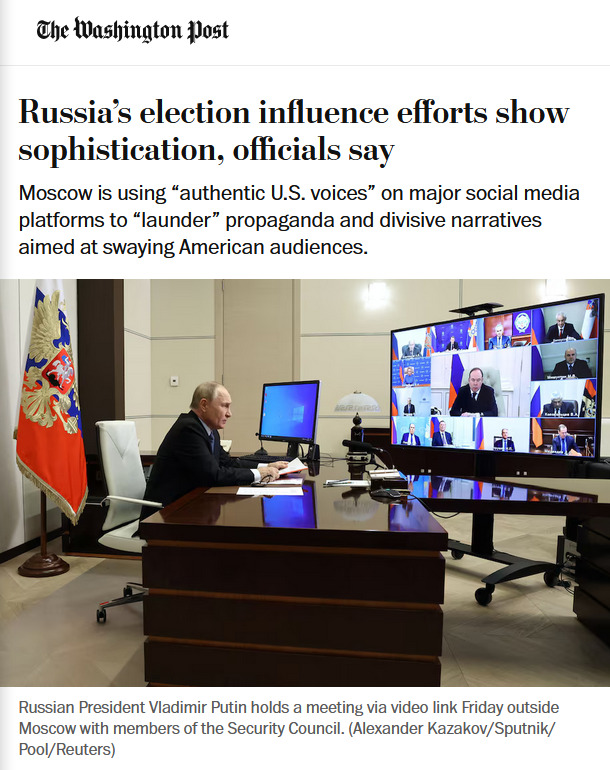 The Washington Post
Russia’s election influence efforts show
sophistication, officials say
Moscow is using “authentic U.S. voices” on major social media
platforms to “launder” propaganda and divisive narratives
aimed at swaying American audiences.
Russian President Vladimir Putin holds a meeting via video link Friday outside
Moscow with members of the Security Council. (Alexander Kazakov/Sputnik/
Pool/Reuters)